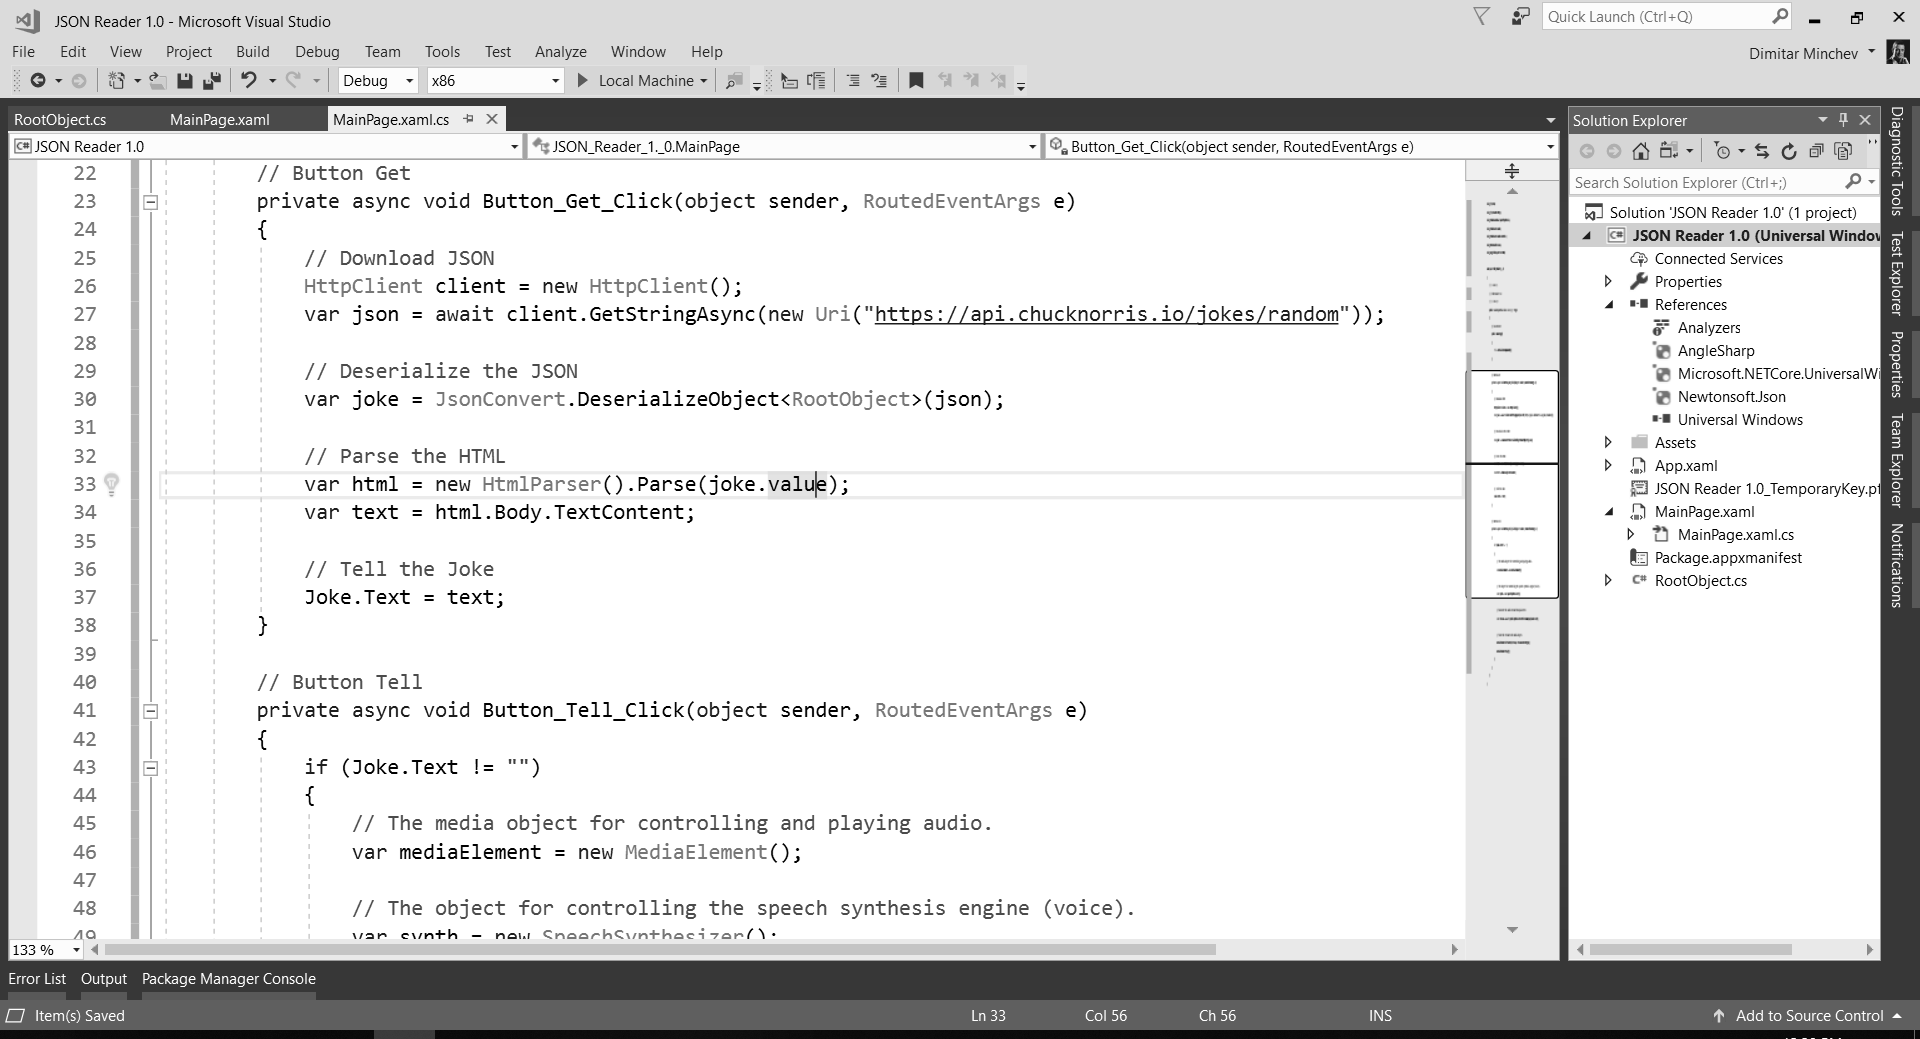 JSON Reader 1.0 - Microsoft Visual Studio
Quick Launch (Ctrl+Q)
File Edit View Project Build Debug Team Tools Test Analyze Window Help
Dimitar Minchev
Debug x86 Local Machine
RootObject.cs MainPage.xaml MainPage.xaml.cs
JSON Reader 1.0 JSON_Reader_1._0.MainPage Button_Get_Click(object sender, RoutedEventArgs e)
22 // Button Get
23 private async void Button_Get_Click(object sender, RoutedEventArgs e)
24 {
25 // Download JSON
26 HttpClient client = new HttpClient();
27 var json = await client.GetStringAsync(new Uri("https://api.chucknorris.io/jokes/random"));
28
29 // Deserialize the JSON
30 var joke = JsonConvert.DeserializeObject<RootObject>(json);
31
32 // Parse the HTML
33 var html = new HtmlParser().Parse(joke.value);
34 var text = html.Body.TextContent;
35
36 // Tell the Joke
37 Joke.Text = text;
38 }
39
40 // Button Tell
41 private async void Button_Tell_Click(object sender, RoutedEventArgs e)
42 {
43 if (Joke.Text != "")
44 {
45 // The media object for controlling and playing audio.
46 var mediaElement = new MediaElement();
47
48 // The object for controlling the speech synthesis engine (voice).
49 var synth = new SpeechSynthesizer();
133 %
Solution Explorer
Search Solution Explorer (Ctrl+;)
Solution 'JSON Reader 1.0' (1 project)
C# JSON Reader 1.0 (Universal Window
Connected Services
Properties
References
Analyzers
AngleSharp
Microsoft.NETCore.UniversalWi
Newtonsoft.Json
Universal Windows
Assets
App.xaml
JSON Reader 1.0_TemporaryKey.pf
MainPage.xaml
MainPage.xaml.cs
Package.appxmanifest
C# RootObject.cs
Diagnostic Tools
Test Explorer
Properties
Team Explorer
Notifications
Error List Output Package Manager Console
Item(s) Saved Ln 33 Col 56 Ch 56 INS Add to Source Control